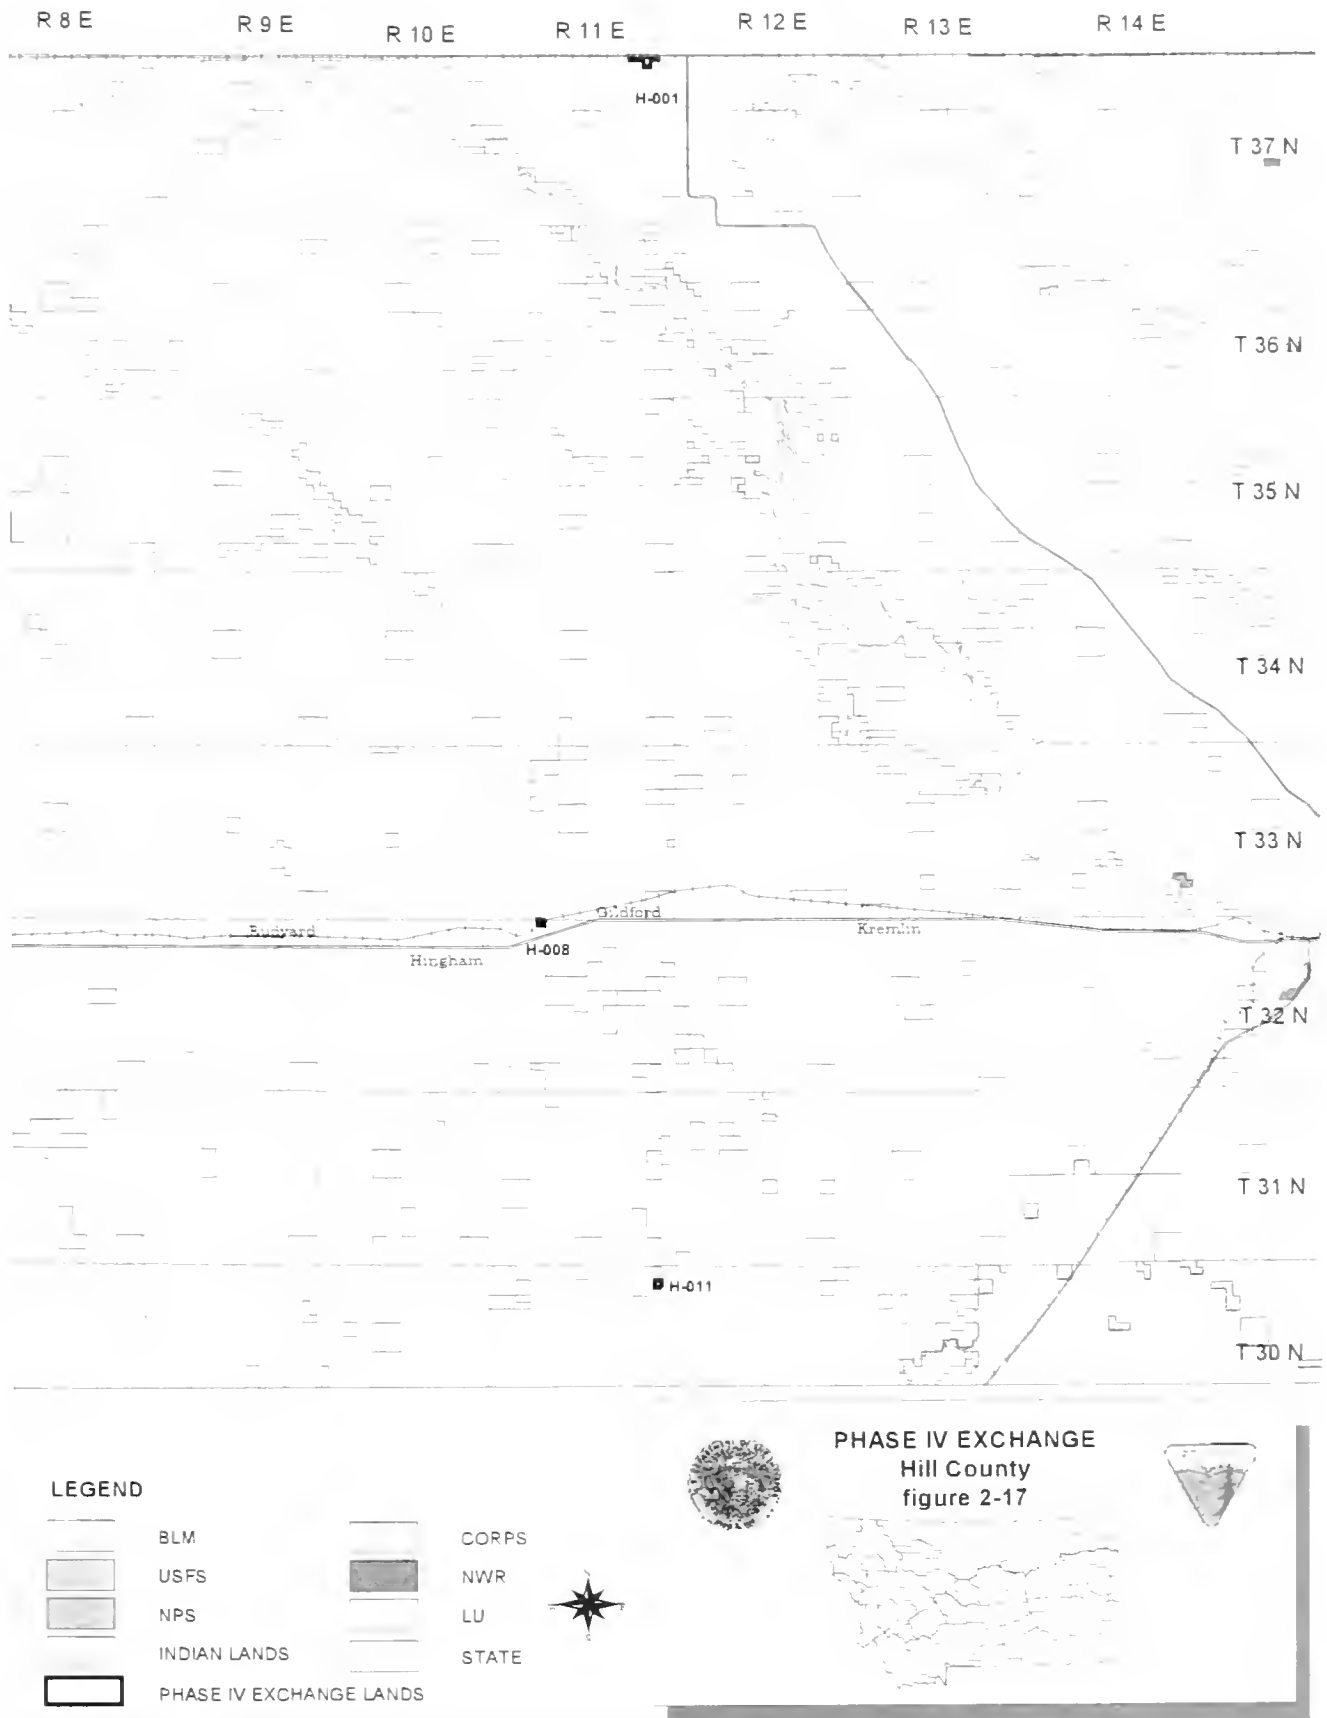 R 8 E R 9 E R 10 E R 11 E R 12 E R 13 E R 14 E
H-001
T 37 N
T 36 N
T 35 N
T 34 N
T 33 N
Gildford
Rudyard
Kremlin
H-008
Hingham
T 32 N
T 31 N
H-011
T 30 N
PHASE IV EXCHANGE
Hill County
figure 2-17
LEGEND
BLM
USFS
NPS
INDIAN LANDS
PHASE IV EXCHANGE LANDS
CORPS
NWR
LU
STATE